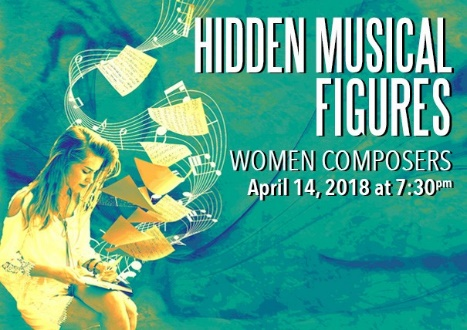 HIDDEN MUSICAL
FIGURES
WOMEN COMPOSERS
April 14, 2018 at 7:30pm